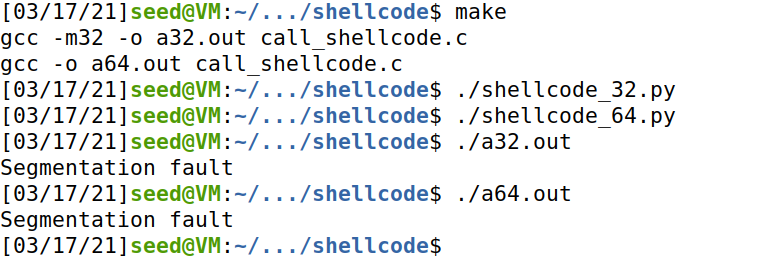 [03/17/21]seed@VM:~/.../shellcode$ make
gcc -m32 -o a32.out call_shellcode.c
gcc -o a64.out call_shellcode.c
[03/17/21]seed@VM:~/.../shellcode$ ./shellcode_32.py
[03/17/21]seed@VM:~/.../shellcode$ ./shellcode_64.py
[03/17/21]seed@VM:~/.../shellcode$ ./a32.out
Segmentation fault
[03/17/21]seed@VM:~/.../shellcode$ ./a64.out
Segmentation fault
[03/17/21]seed@VM:~/.../shellcode$